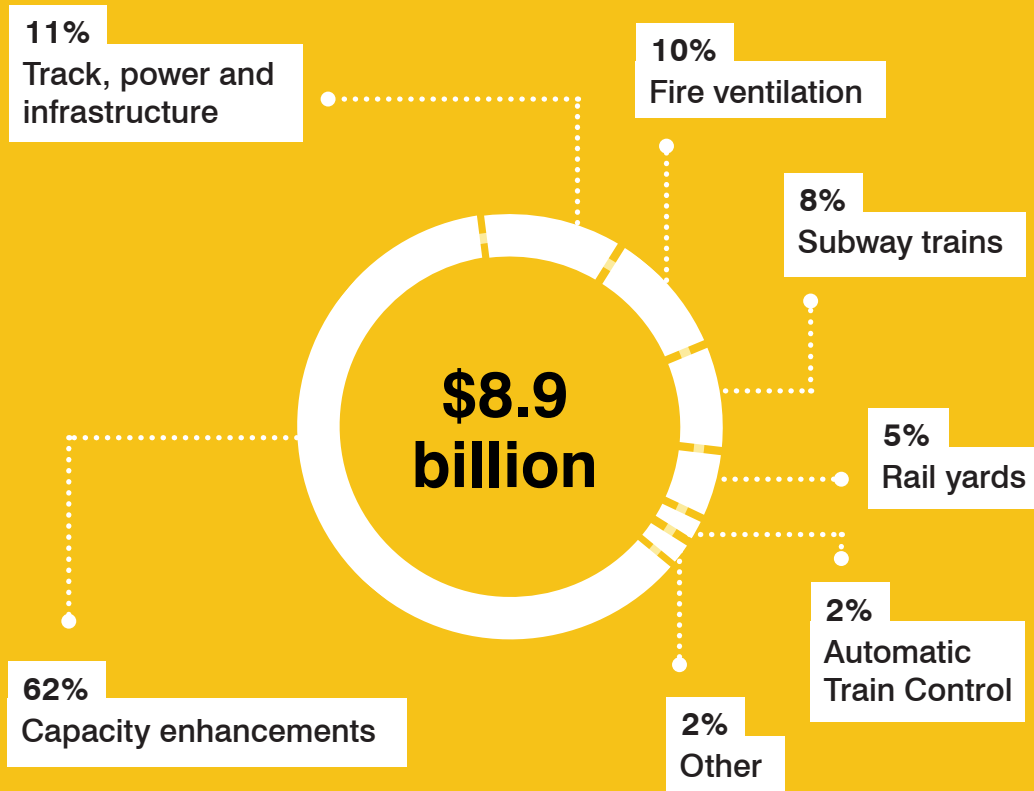 11%
Track, power and
infrastructure
10%
Fire ventilation
8%
Subway trains
$8.9
billion
5%
Rail yards
2%
Automatic
Train Control
62%
Capacity enhancements
2%
Other